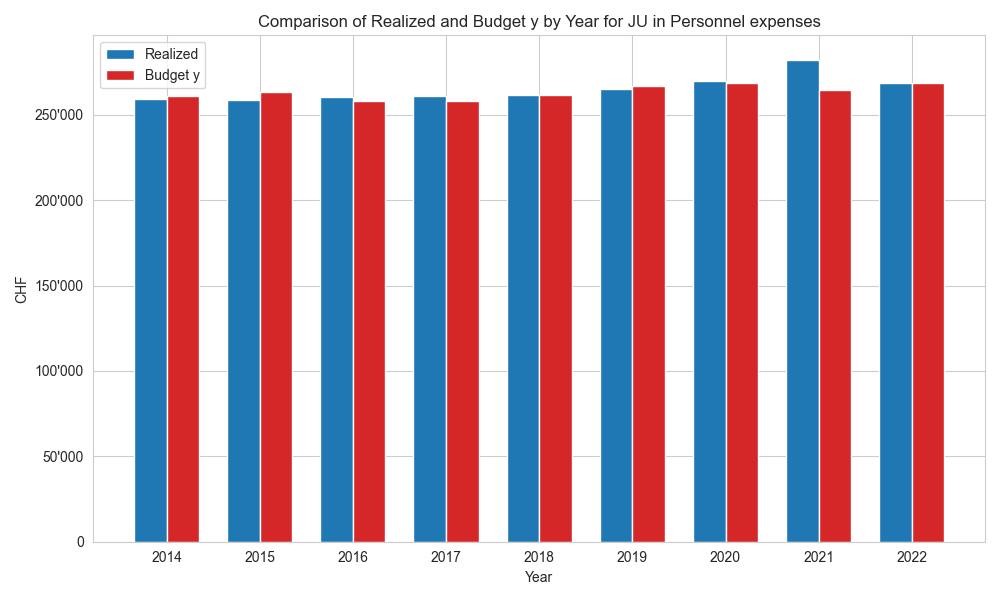 Comparison of Realized and Budget y by Year for JU in Personnel expenses
Realized
Budget y
250'000
200'000
150'000
100'000
50'000
0
CHF
2014 2015 2016 2017 2018 2019 2020 2021 2022
Year